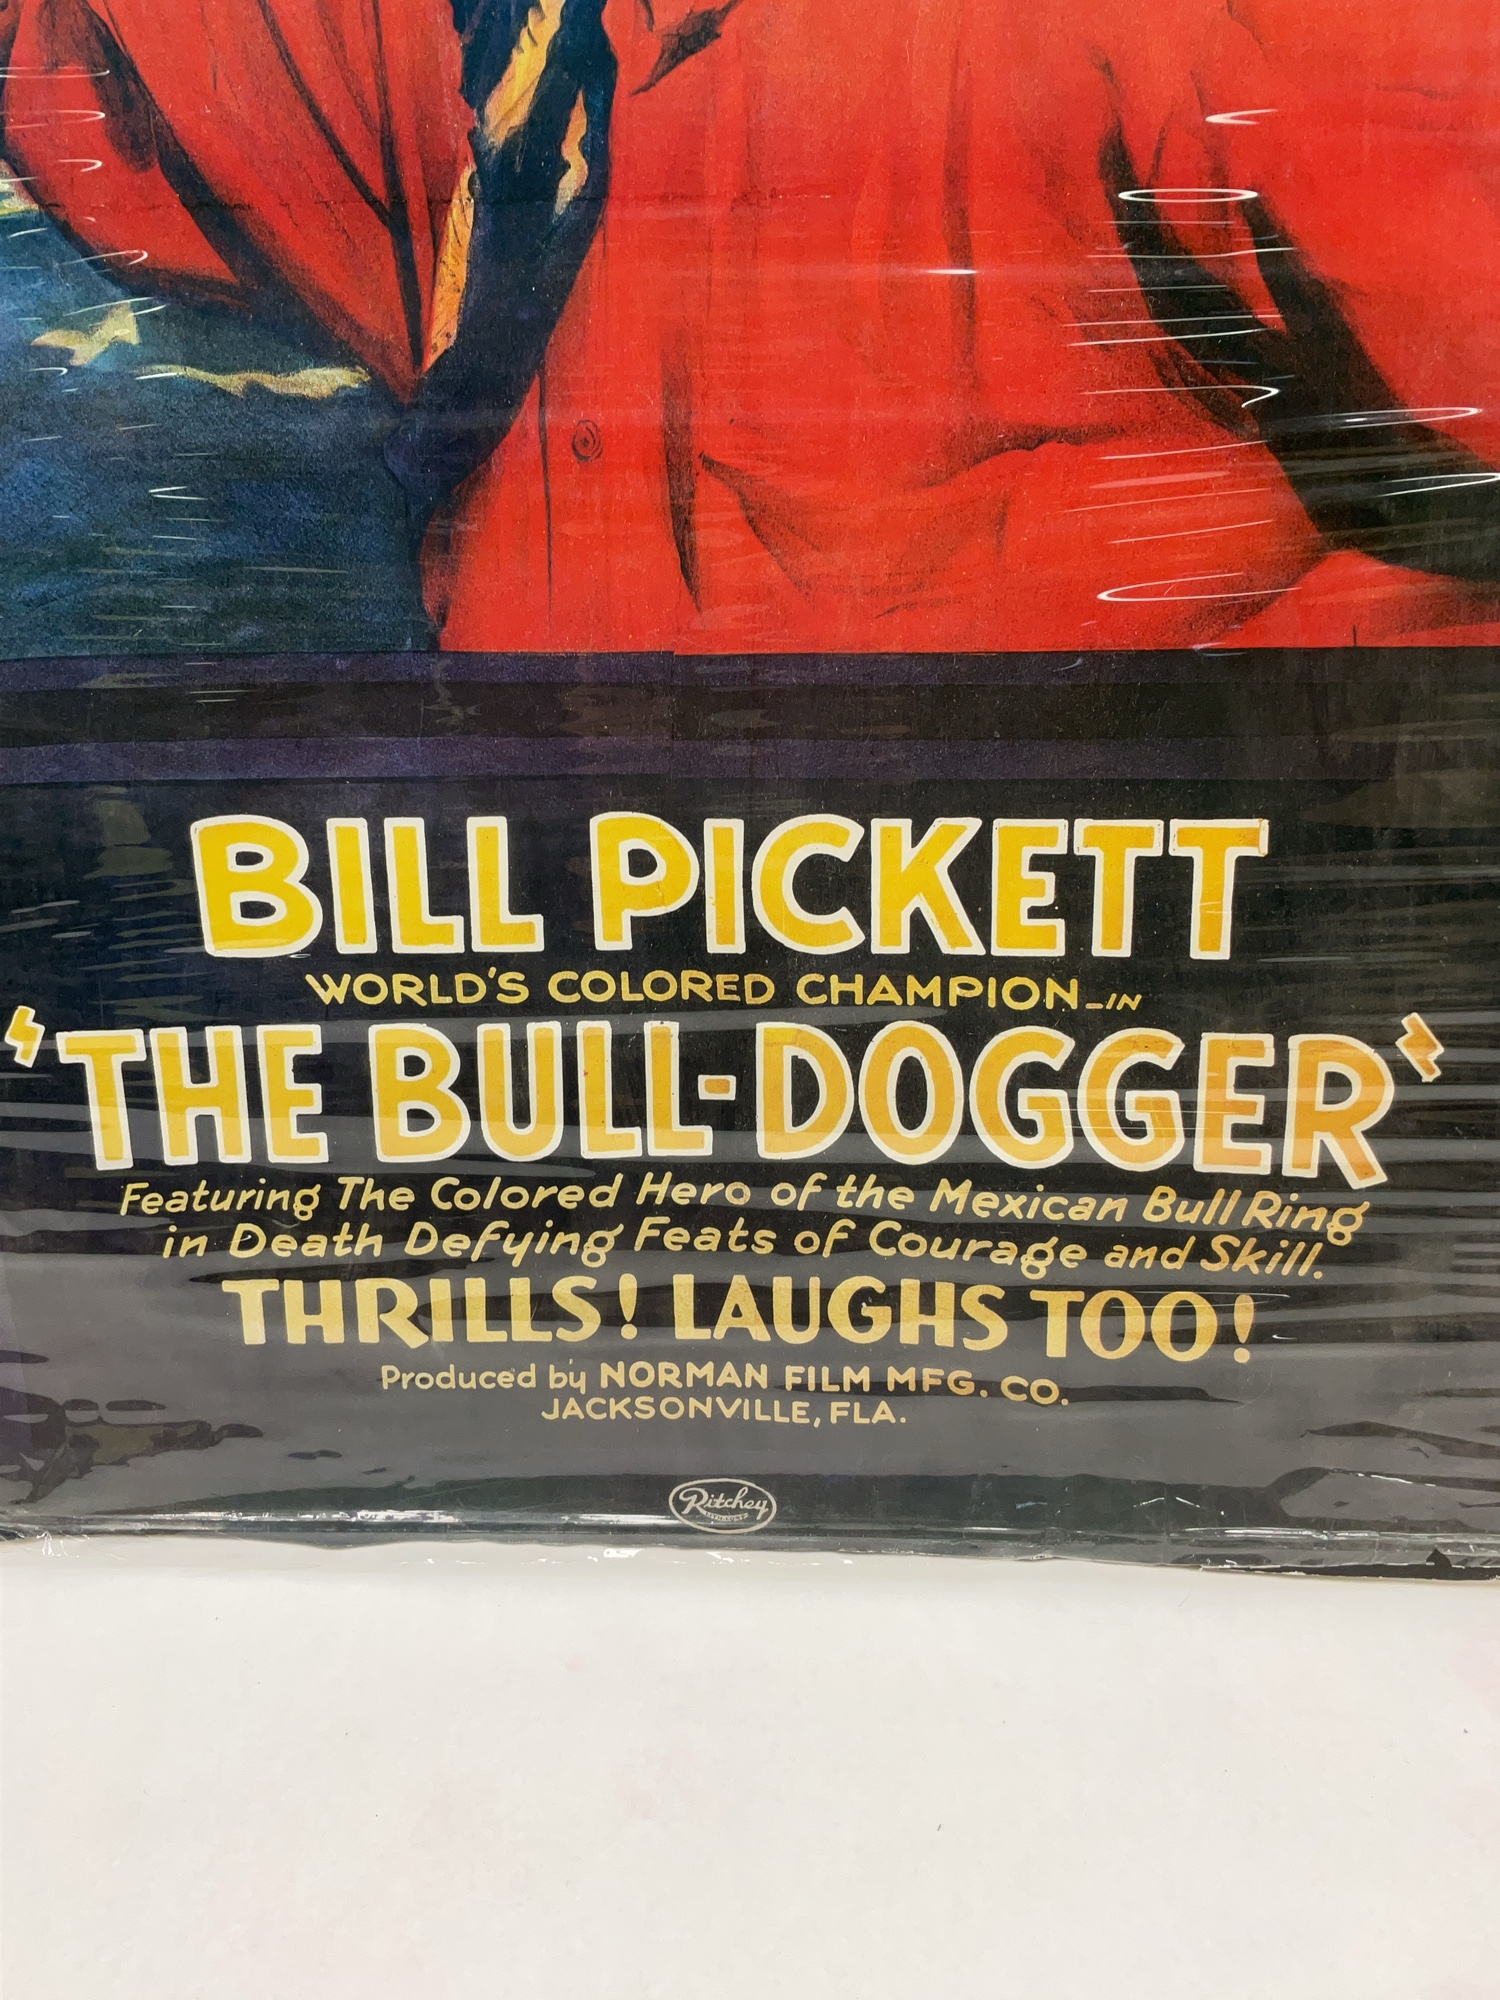 BILL PICKETT
WORLD'S COLORED CHAMPION - IN
"THE BULL-DOGGER"
Featuring The Colored Hero of the Mexican Bull Ring
in Death Defying Feats of Courage and Skill.
THRILLS! LAUGHS TOO!
Produced by NORMAN FILM MFG. CO.
JACKSONVILLE, FLA.
Ritchey